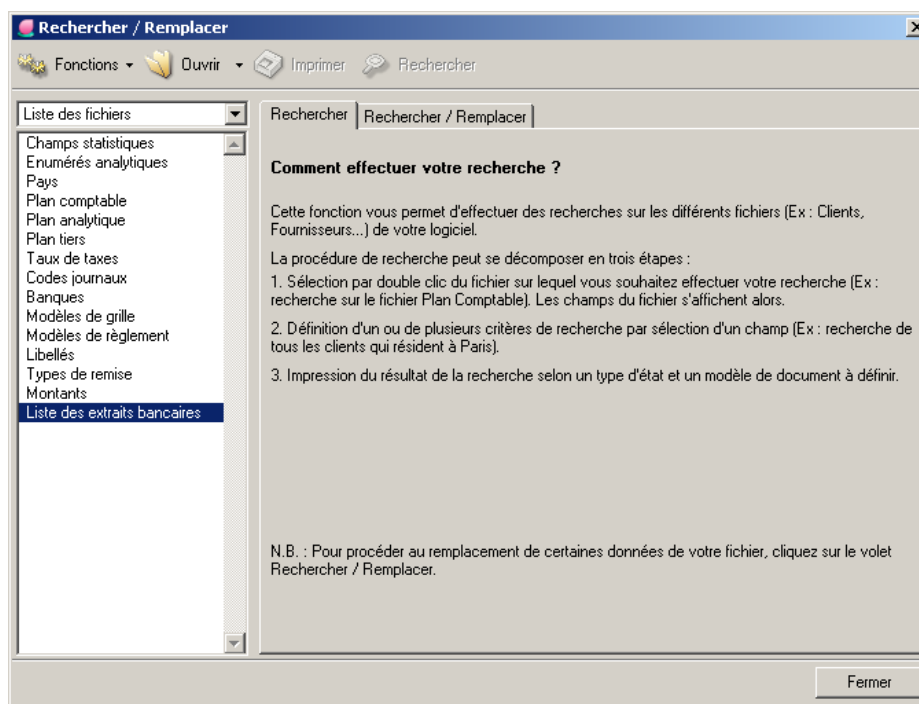 Rechercher / Remplacer
Fonctions Ouvrir Imprimer Rechercher
Liste des fichiers
Champs statistiques
Enumérés analytiques
Pays
Plan comptable
Plan analytique
Plan tiers
Taux de taxes
Codes journaux
Banques
Modèles de grille
Modèles de règlement
Libellés
Types de remise
Montants
Liste des extraits bancaires
Rechercher Rechercher / Remplacer
Comment effectuer votre recherche ?
Cette fonction vous permet d'effectuer des recherches sur les différents fichiers (Ex : Clients,
Fournisseurs...) de votre logiciel.
La procédure de recherche peut se décomposer en trois étapes :
1. Sélection par double clic du fichier sur lequel vous souhaitez effectuer votre recherche (Ex :
recherche sur le fichier Plan Comptable). Les champs du fichier s'affichent alors.
2. Définition d'un ou de plusieurs critères de recherche par sélection d'un champ (Ex : recherche de
tous les clients qui résident à Paris).
3. Impression du résultat de la recherche selon un type d'état et un modèle de document à définir.
N.B. : Pour procéder au remplacement de certaines données de votre fichier, cliquez sur le volet
Rechercher / Remplacer.
Fermer